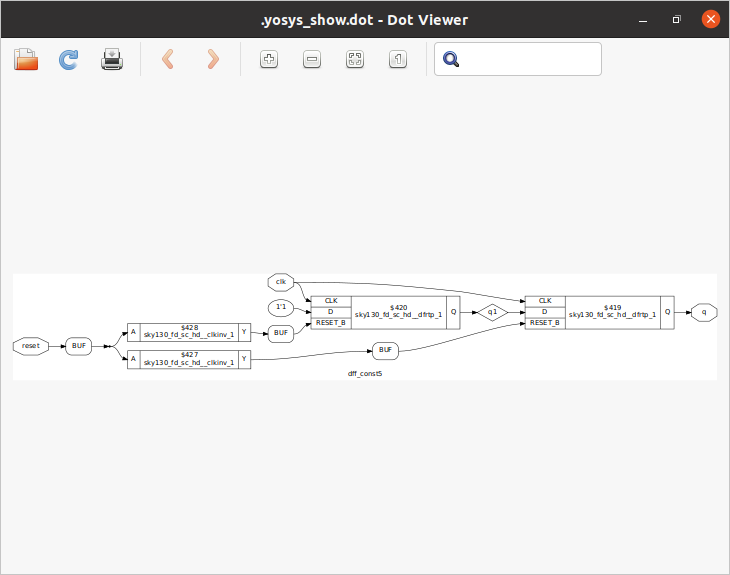 .yosys_show.dot - Dot Viewer
clk
1'1
CLK
D
RESET_B
$420
sky130_fd_sc_hd__dfrtp_1
Q
q1
CLK
D
RESET_B
$419
sky130_fd_sc_hd__dfrtp_1
Q
q
reset
BUF
A
$428
sky130_fd_sc_hd__clkinv_1
Y
BUF
A
$427
sky130_fd_sc_hd__clkinv_1
Y
BUF
dff_const5